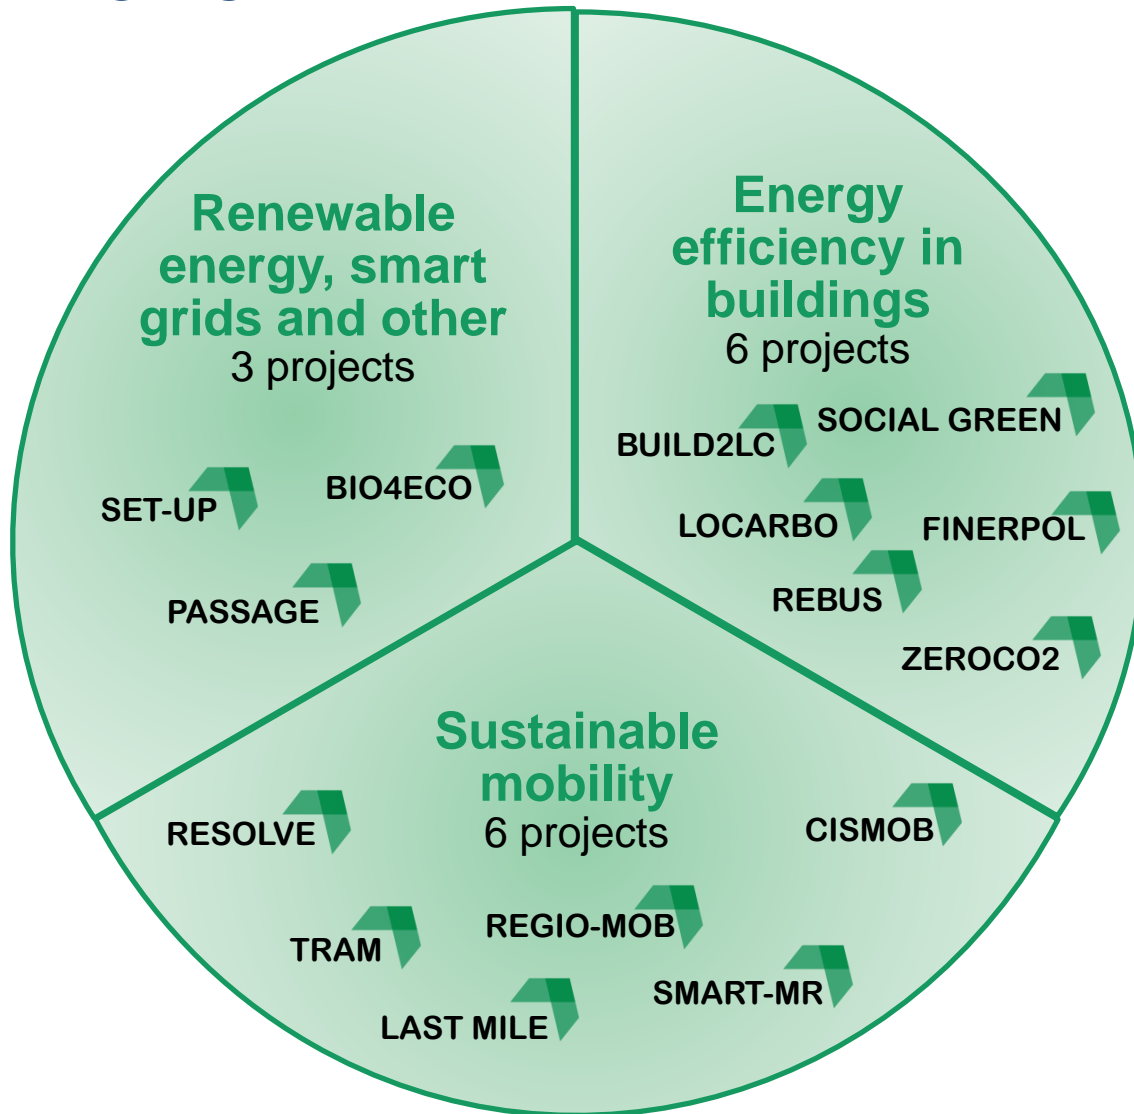 Renewable
energy, smart
grids and other
3 projects
SET-UP
BIO4ECO
PASSAGE
Energy
efficiency in
buildings
6 projects
SOCIAL GREEN
BUILD2LC
LOCARBO
FINERPOL
REBUS
ZEROCO2
Sustainable
mobility
6 projects
RESOLVE
CISMOB
REGIO-MOB
TRAM
SMART-MR
LAST MILE